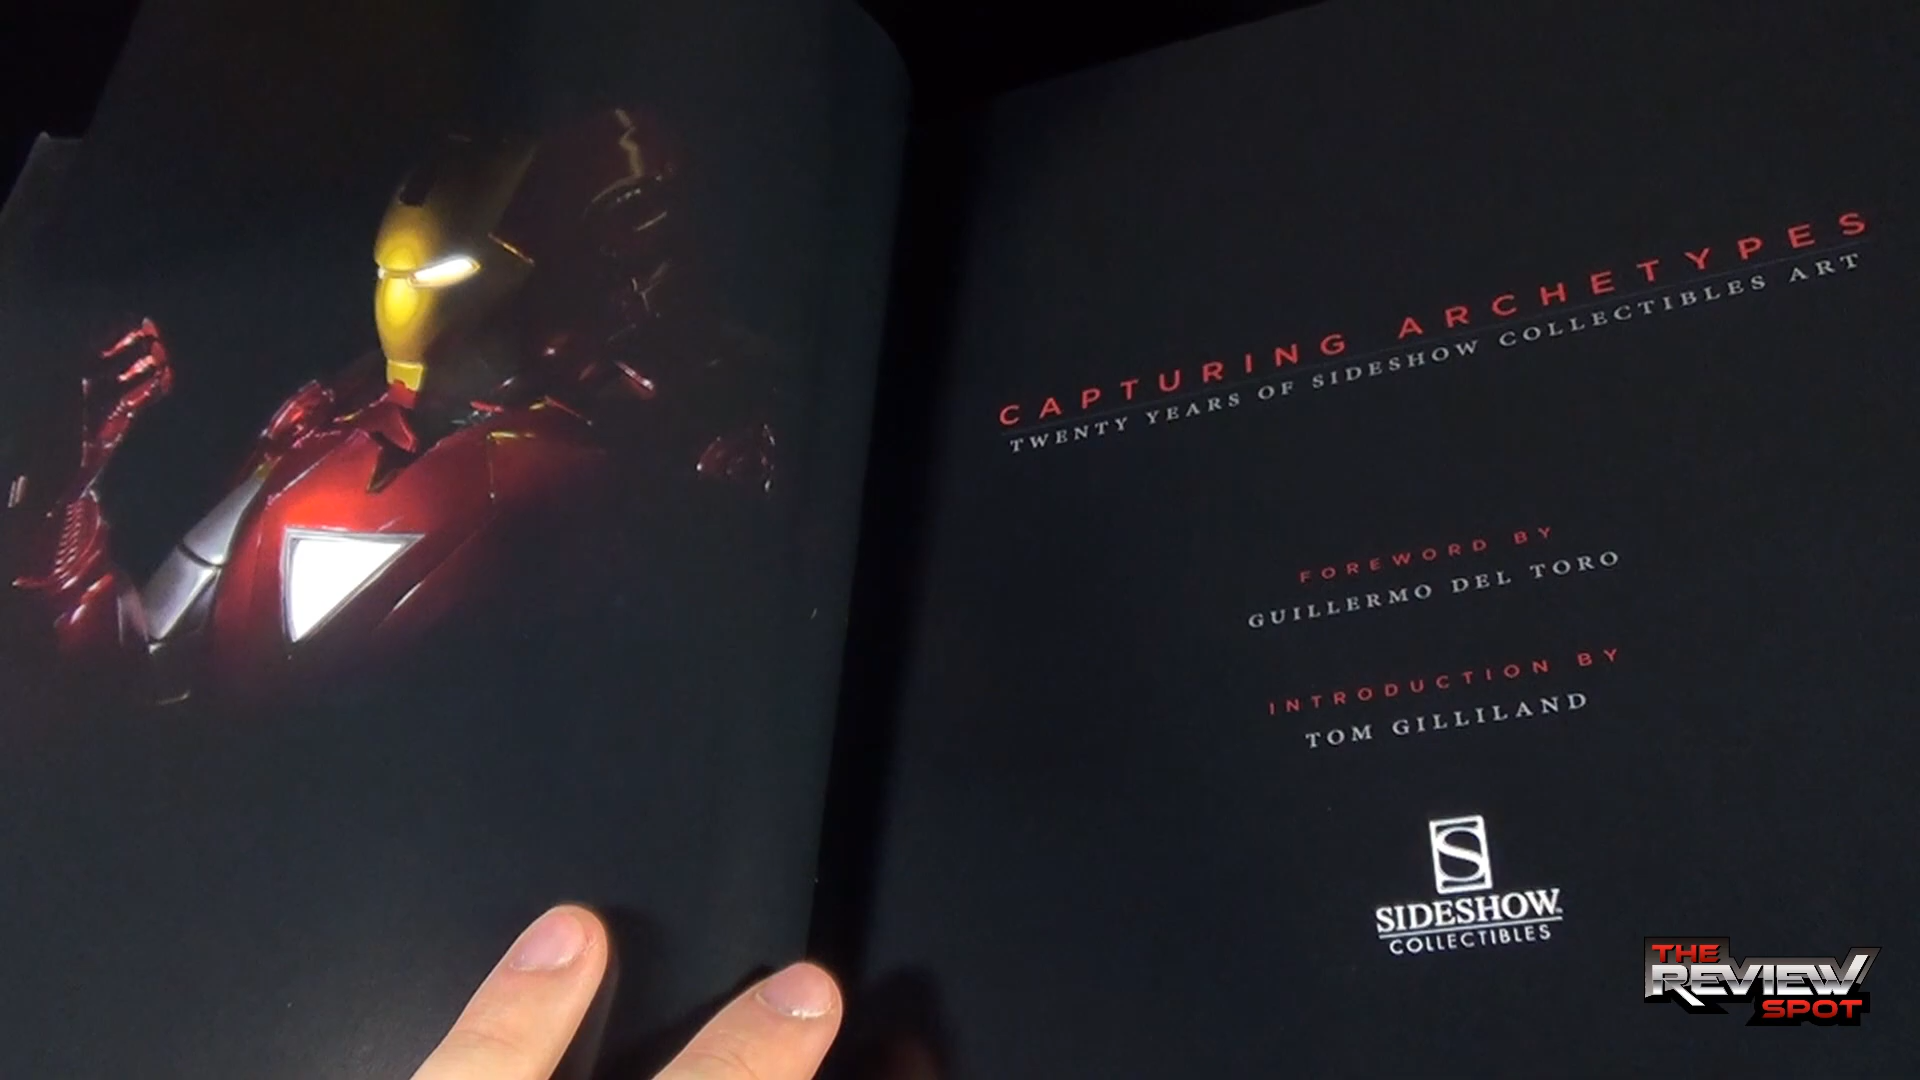 CAPTURING ARCHETYPES
TWENTY YEARS OF SIDESHOW COLLECTIBLES ART
FOREWORD BY
GUILLERMO DEL TORO
INTRODUCTION BY
TOM GILLILAND
S
SIDESHOW
COLLECTIBLES
THE
REVIEW
SPOT